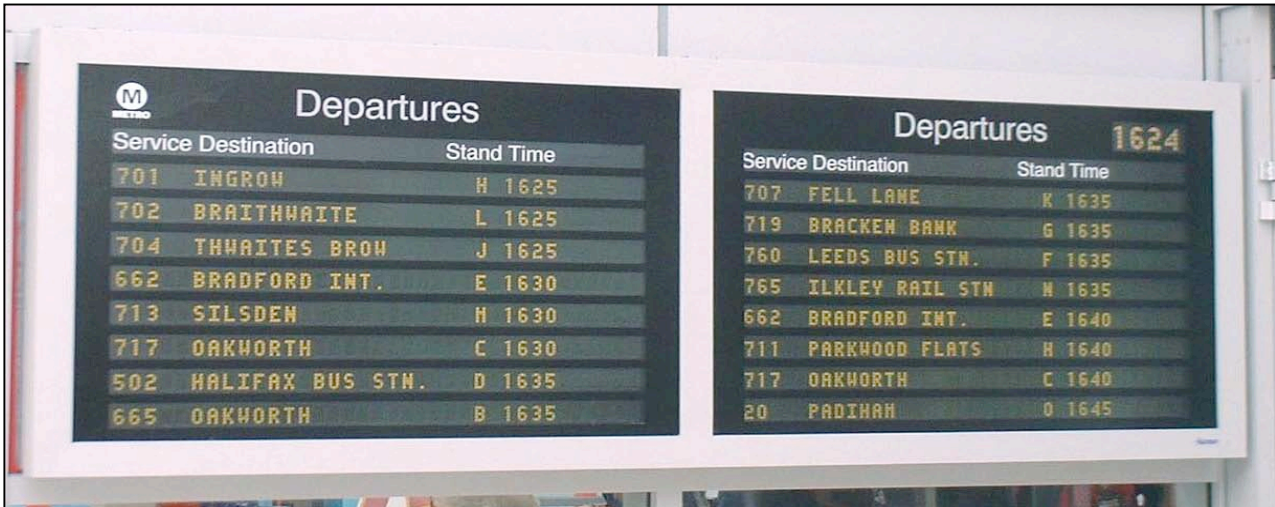 M
METRO
Departures
Service Destination Stand Time
701 INGROW H 1625
702 BRAITHWAITE L 1625
704 THWAITES BROW J 1625
662 BRADFORD INT. E 1630
713 SILSDEN M 1630
717 OAKWORTH C 1630
502 HALIFAX BUS STN. D 1635
665 OAKWORTH B 1635
Departures 1624
Service Destination Stand Time
707 FELL LANE K 1635
719 BRACKEN BANK G 1635
760 LEEDS BUS STN. F 1635
765 ILKLEY RAIL STN N 1635
662 BRADFORD INT. E 1640
711 PARKWOOD FLATS H 1640
717 OAKWORTH C 1640
20 PADIHAM O 1645